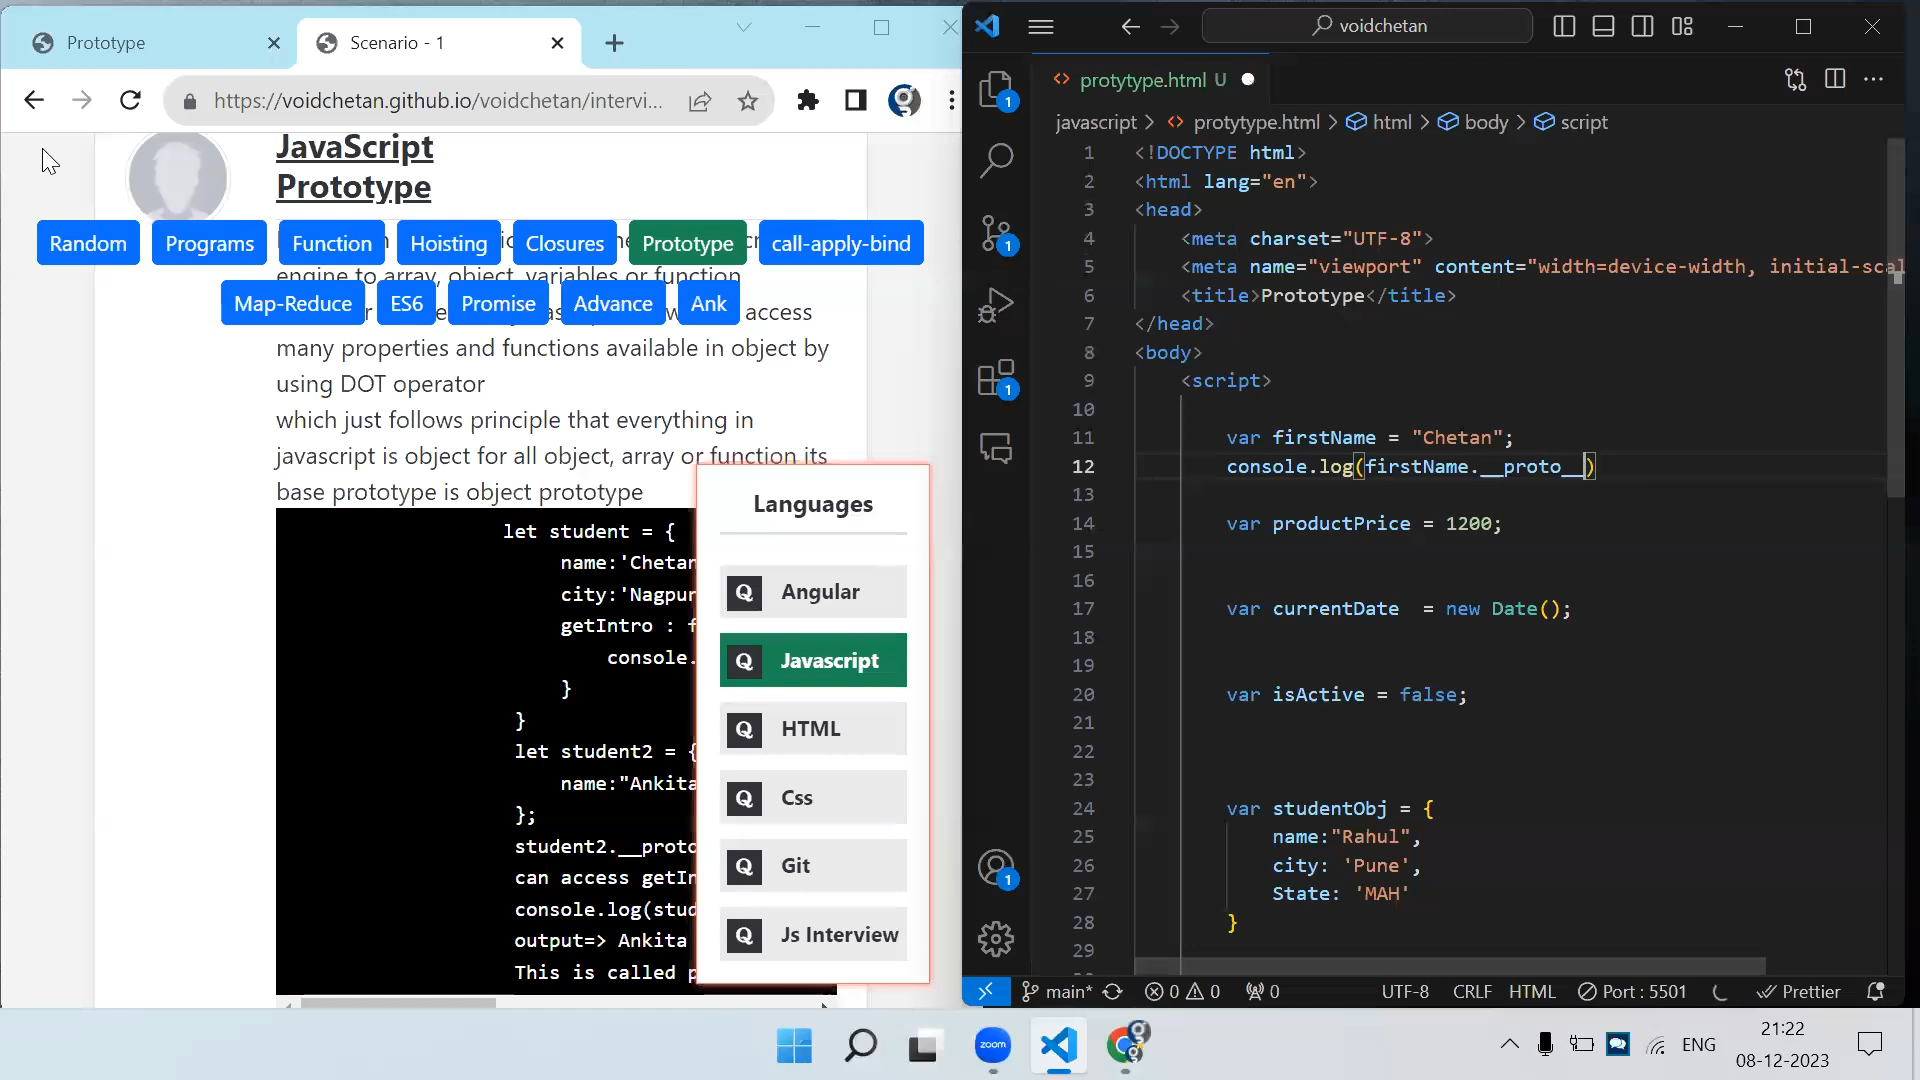 Prototype
Scenario - 1
https://voidchetan.github.io/voidchetan/intervi...
JavaScript
Prototype
Random
Programs
Function
Hoisting
Closures
Prototype
call-apply-bind
engine to array, object, variables or function
Map-Reduce
ES6
Promise
Advance
Ank
access
many properties and functions available in object by
using DOT operator
which just follows principle that everything in
javascript is object for all object, array or function its
base prototype is object prototype
let student = {
name:'Chetan
city:'Nagpur
getIntro : f
console.
}
}
let student2 = {
name:"Ankita
};
student2.__proto
can access getIn
console.log(stud
output=> Ankita
This is called p
Languages
Q Angular
Q Javascript
Q HTML
Q Css
Q Git
Q Js Interview
voidchetan
<> protytype.html U
javascript > <> protytype.html > html > body > script
1 <!DOCTYPE html>
2 <html lang="en">
3 <head>
4 <meta charset="UTF-8">
5 <meta name="viewport" content="width=device-width, initial-scal
6 <title>Prototype</title>
7 </head>
8 <body>
9 <script>
10
11 var firstName = "Chetan";
12 console.log(firstName.__proto__)
13
14 var productPrice = 1200;
15
16
17 var currentDate  = new Date();
18
19
20 var isActive = false;
21
22
23
24 var studentObj = {
25 name:"Rahul",
26 city: 'Pune',
27 State: 'MAH'
28 }
29
1
1
1
1
main*
0
0
0
UTF-8
CRLF
HTML
Port : 5501
Prettier
zoom
ENG
21:22
08-12-2023